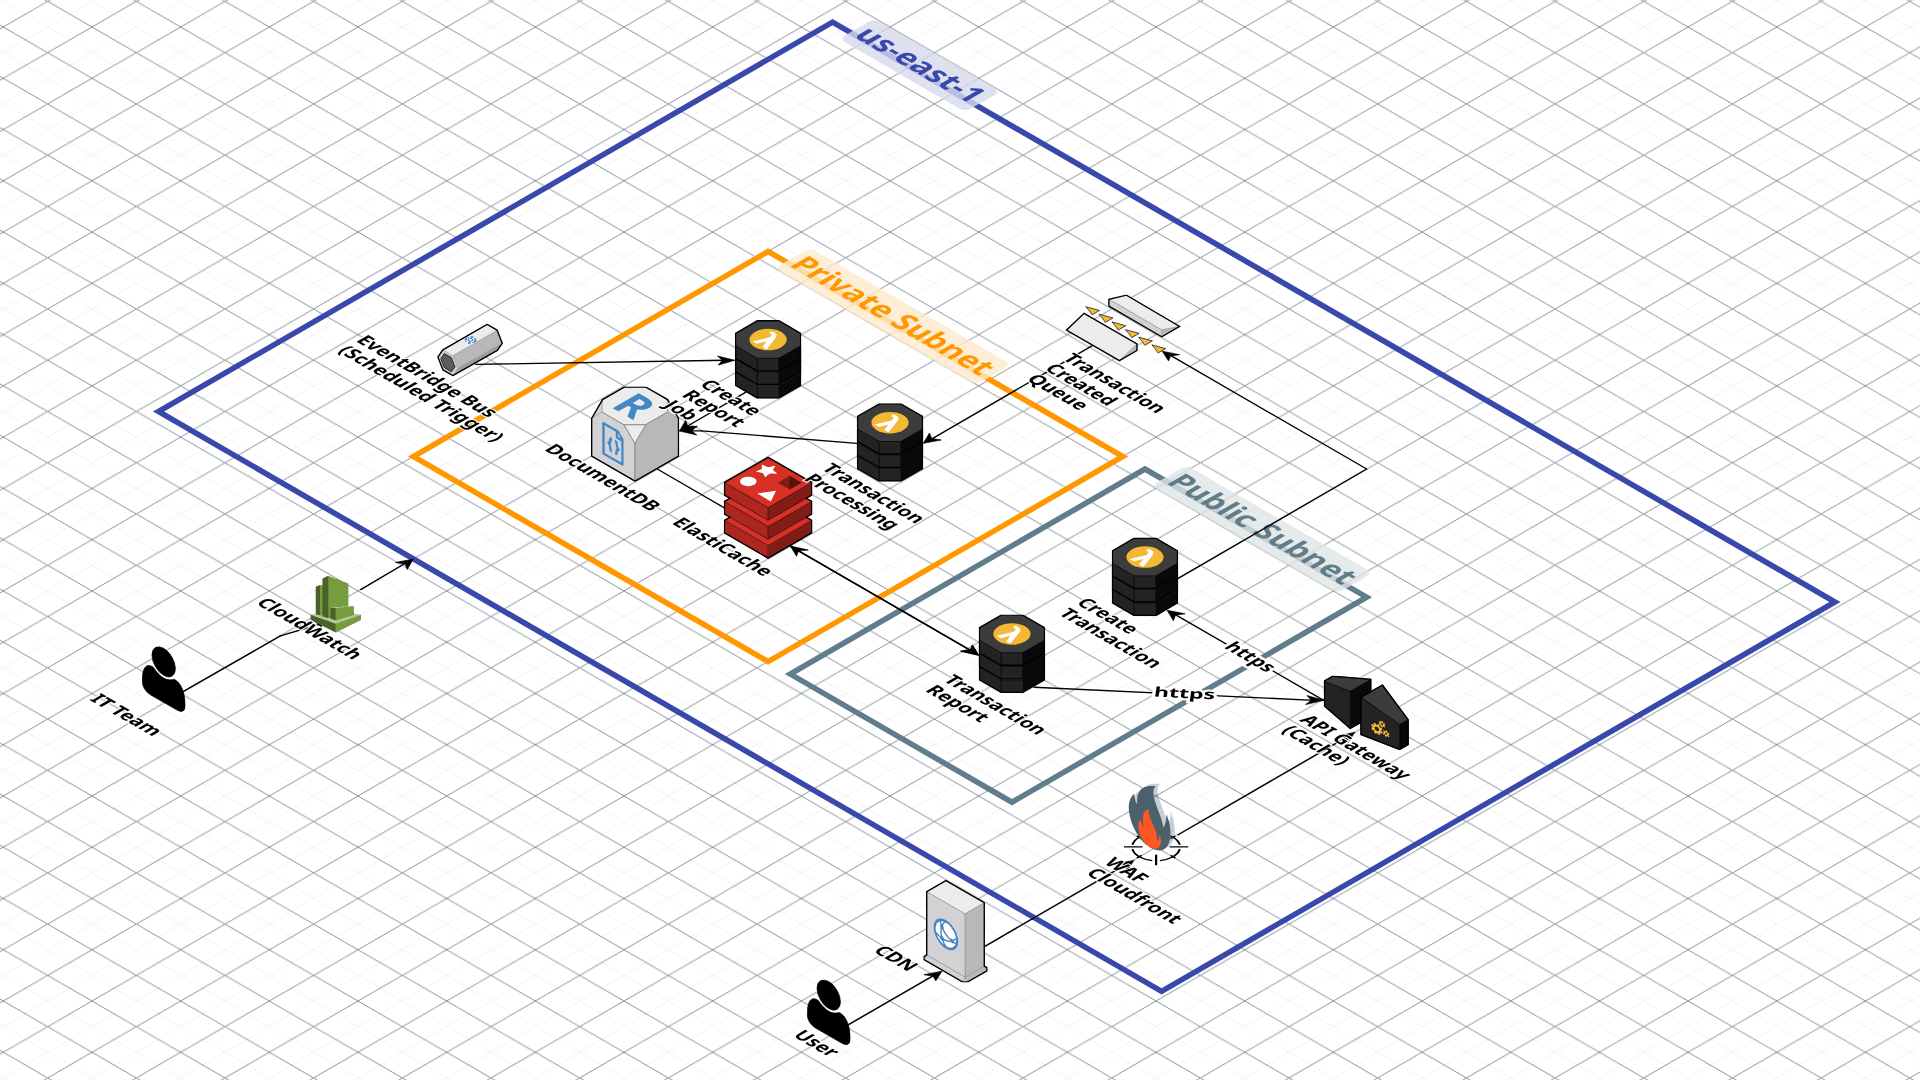 us-east-1
Private Subnet
EventBridge Bus
(Scheduled Trigger)
Create
Report
Job
Transaction
Created
Queue
R
DocumentDB
Transaction
Processing
ElastiCache
Public Subnet
CloudWatch
IT Team
Create
Transaction
https
Transaction
Report
https
API Gateway
(Cache)
WAF
Cloudfront
CDN
User